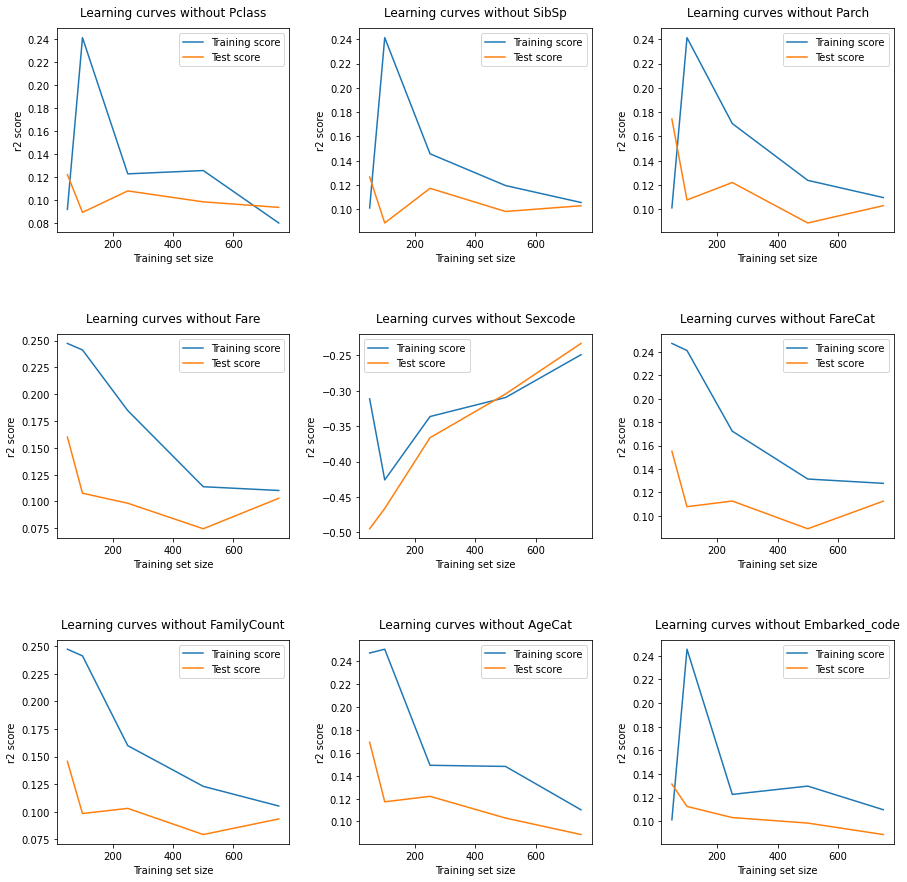 Learning curves without Pclass
0.24
0.22
0.20
0.18
0.16
0.14
0.12
0.10
0.08
r2 score
Training score
Test score
200
400
600
Training set size
Learning curves without SibSp
0.24
0.22
0.20
0.18
0.16
0.14
0.12
0.10
r2 score
Training score
Test score
200
400
600
Training set size
Learning curves without Parch
0.24
0.22
0.20
0.18
0.16
0.14
0.12
0.10
r2 score
Training score
Test score
200
400
600
Training set size
Learning curves without Fare
0.250
0.225
0.200
0.175
0.150
0.125
0.100
0.075
r2 score
Training score
Test score
200
400
600
Training set size
Learning curves without Sexcode
−0.25
−0.30
−0.35
−0.40
−0.45
−0.50
r2 score
Training score
Test score
200
400
600
Training set size
Learning curves without FareCat
0.24
0.22
0.20
0.18
0.16
0.14
0.12
0.10
r2 score
Training score
Test score
200
400
600
Training set size
Learning curves without FamilyCount
0.250
0.225
0.200
0.175
0.150
0.125
0.100
0.075
r2 score
Training score
Test score
200
400
600
Training set size
Learning curves without AgeCat
0.24
0.22
0.20
0.18
0.16
0.14
0.12
0.10
r2 score
Training score
Test score
200
400
600
Training set size
Learning curves without Embarked_code
0.24
0.22
0.20
0.18
0.16
0.14
0.12
0.10
r2 score
Training score
Test score
200
400
600
Training set size